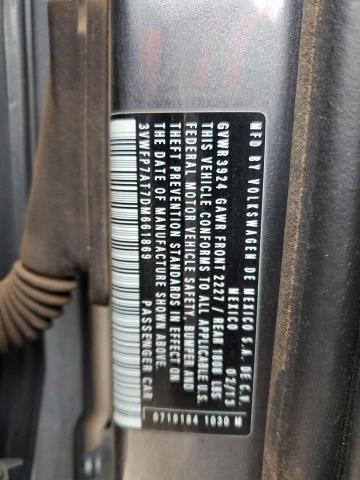 MFD BY VOLKSWAGEN DE MEXICO S.A. DE C.V.
MEXICO 02/13
GVWR 3924 GAWR FRONT 2227 / REAR 1808 LBS
THIS VEHICLE CONFORMS TO ALL APPLICABLE U.S.
FEDERAL MOTOR VEHICLE SAFETY, BUMPER AND
THEFT PREVENTION STANDARDS IN EFFECT ON
THE DATE OF MANUFACTURE SHOWN ABOVE
3VWFP7AT7DM661869 PASSENGER CAR
1030 M